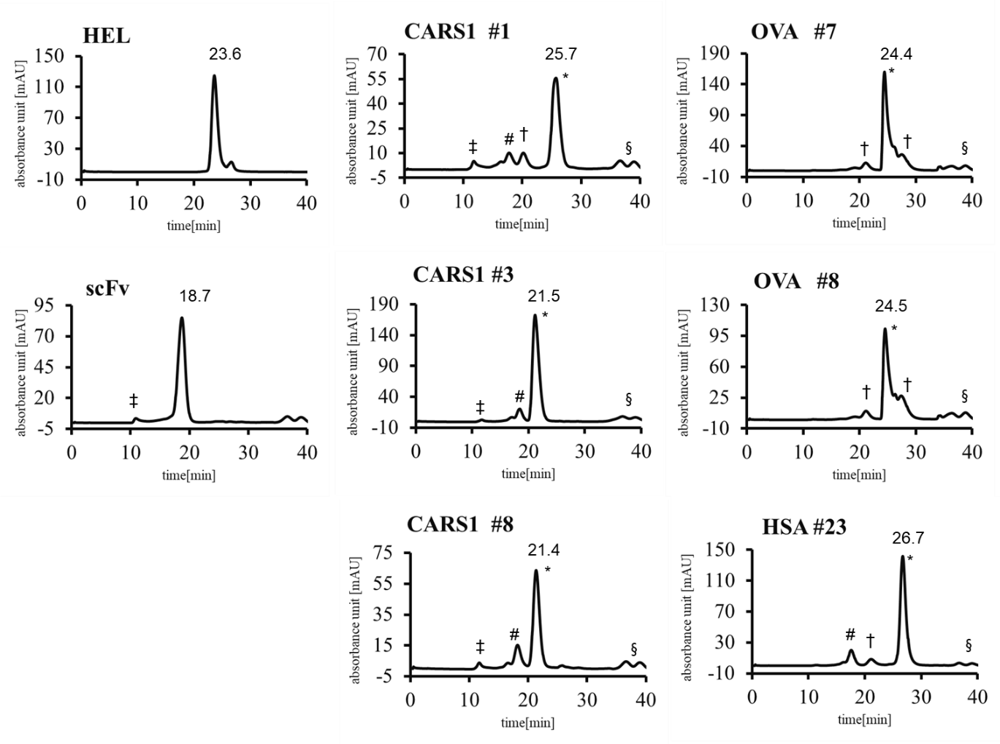 HEL
23.6
absorbance unit [mAU]
150
110
70
30
-10
0 10 20 30 40
time[min]
CARS1 #1
25.7
*
absorbance unit [mAU]
70
55
40
25
10
-5
‡ # † §
0 10 20 30 40
time[min]
OVA #7
24.4
*
absorbance unit [mAU]
190
140
90
40
-10
† † §
0 10 20 30 40
time[min]
scFv
18.7
absorbance unit [mAU]
95
70
45
20
-5
‡
0 10 20 30 40
time[min]
CARS1 #3
21.5
*
absorbance unit [mAU]
190
140
90
40
-10
‡ # §
0 10 20 30 40
time[min]
OVA #8
24.5
*
absorbance unit [mAU]
130
95
60
25
-10
† † §
0 10 20 30 40
time[min]
CARS1 #8
21.4
*
absorbance unit [mAU]
75
55
35
15
-5
‡ # §
0 10 20 30 40
time[min]
HSA #23
26.7
*
absorbance unit [mAU]
150
110
70
30
-10
# † §
0 10 20 30 40
time[min]